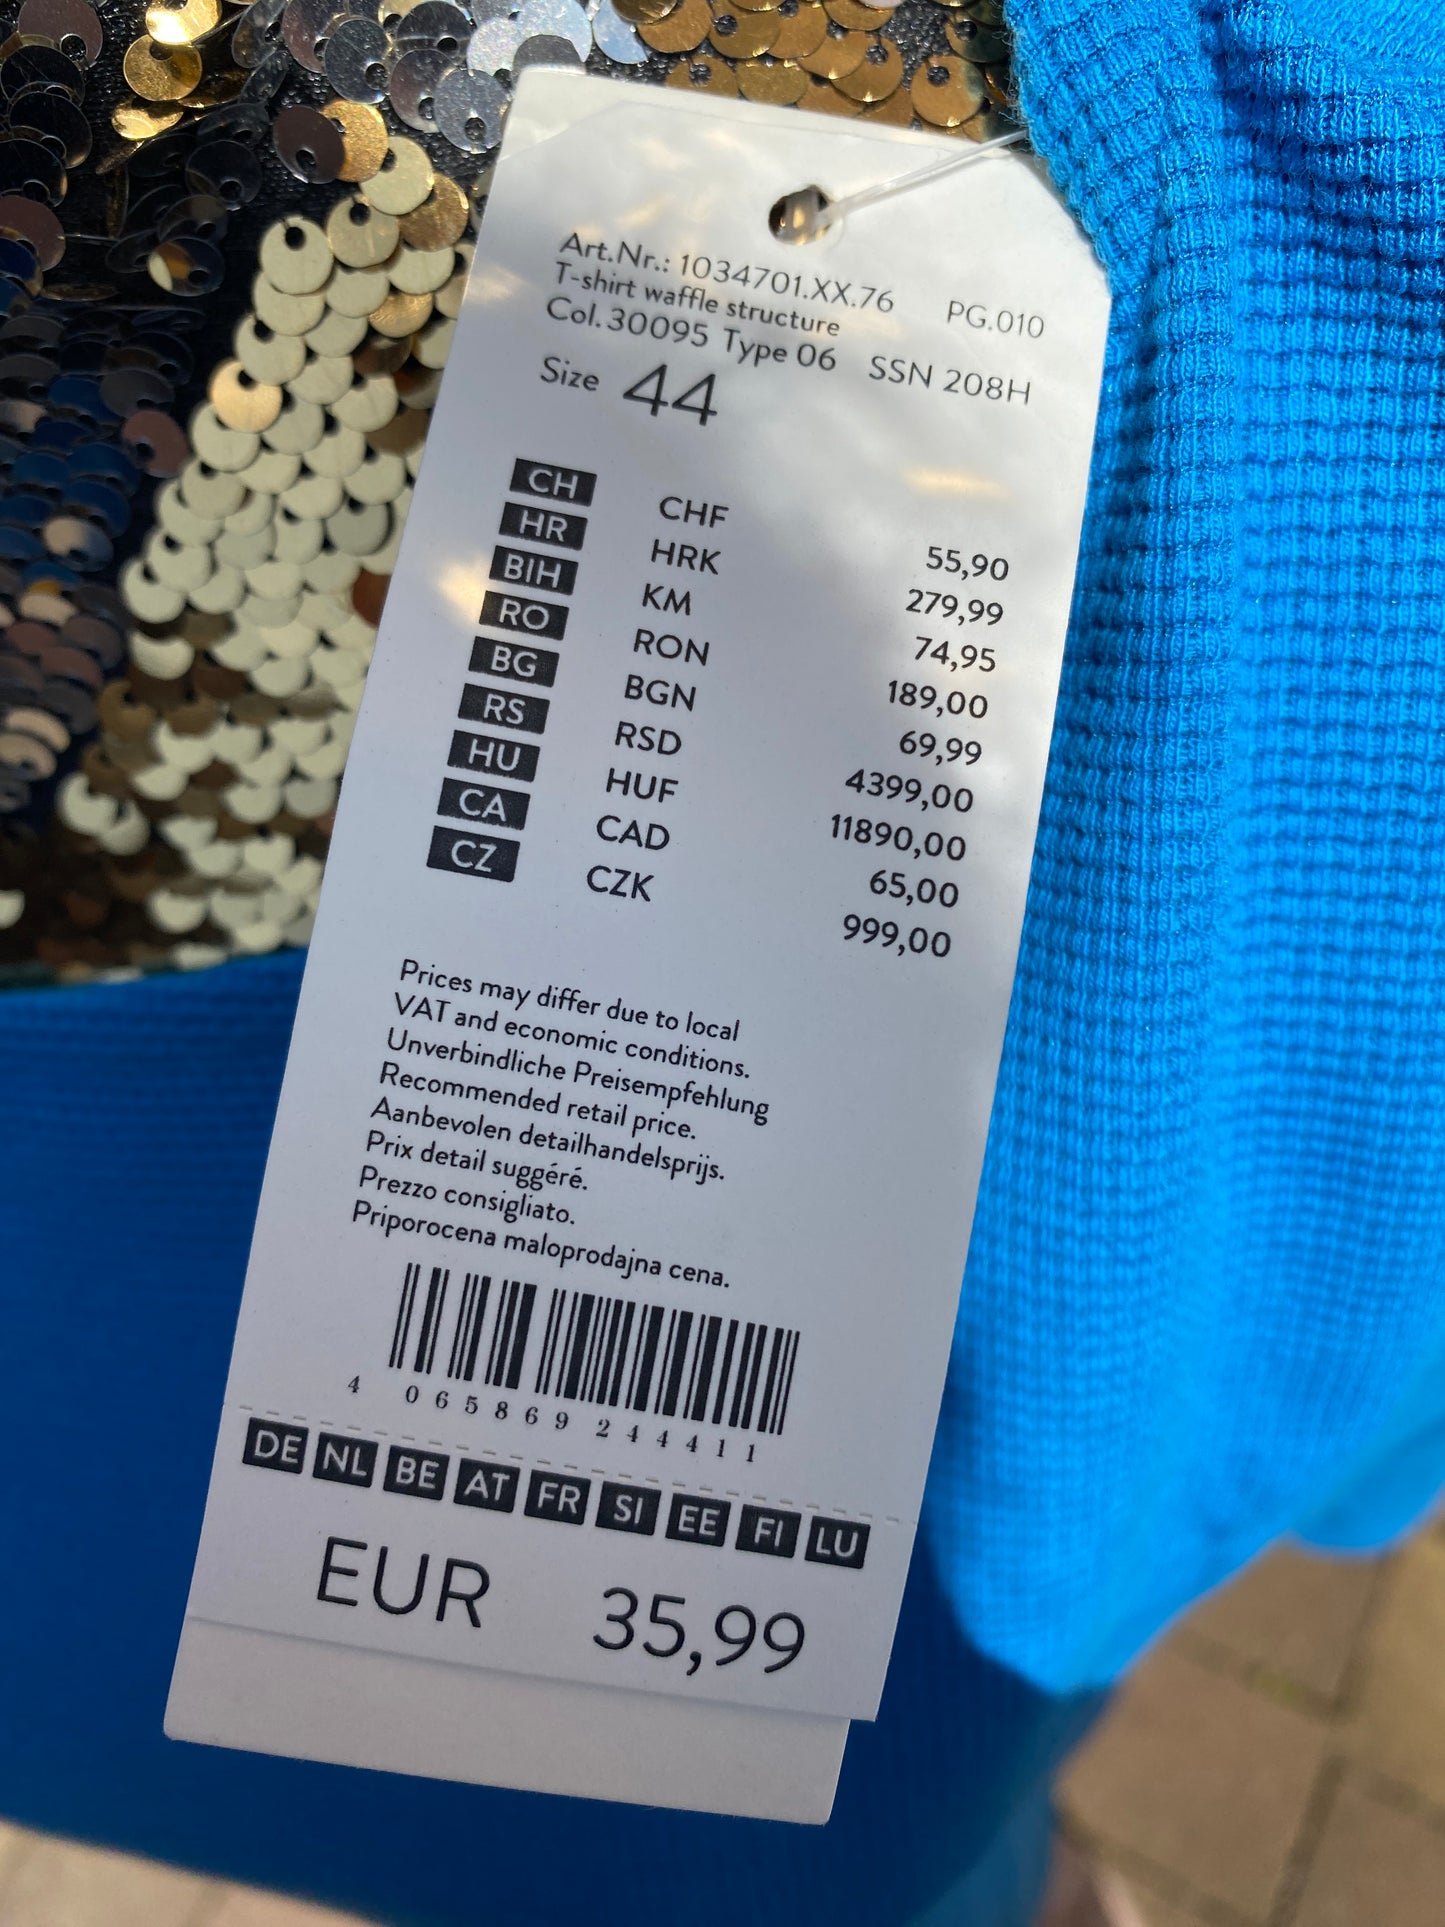 Art.Nr.: 1034701.XX.76 PG.010
T-shirt waffle structure
Col.30095 Type 06 SSN 208H
Size 44
CH CHF 55,90
HR HRK 279,99
BIH KM 74,95
RO RON 189,00
BG BGN 69,99
RS RSD 4399,00
HU HUF 11890,00
CA CAD 65,00
CZ CZK 999,00
Prices may differ due to local
VAT and economic conditions.
Unverbindliche Preisempfehlung
Recommended retail price.
Aanbevolen detailhandelsprijs.
Prix detail suggéré.
Prezzo consigliato.
Priporocena maloprodajna cena.
4 065869 244411
DE NL BE AT FR SI EE FI LU
EUR 35,99